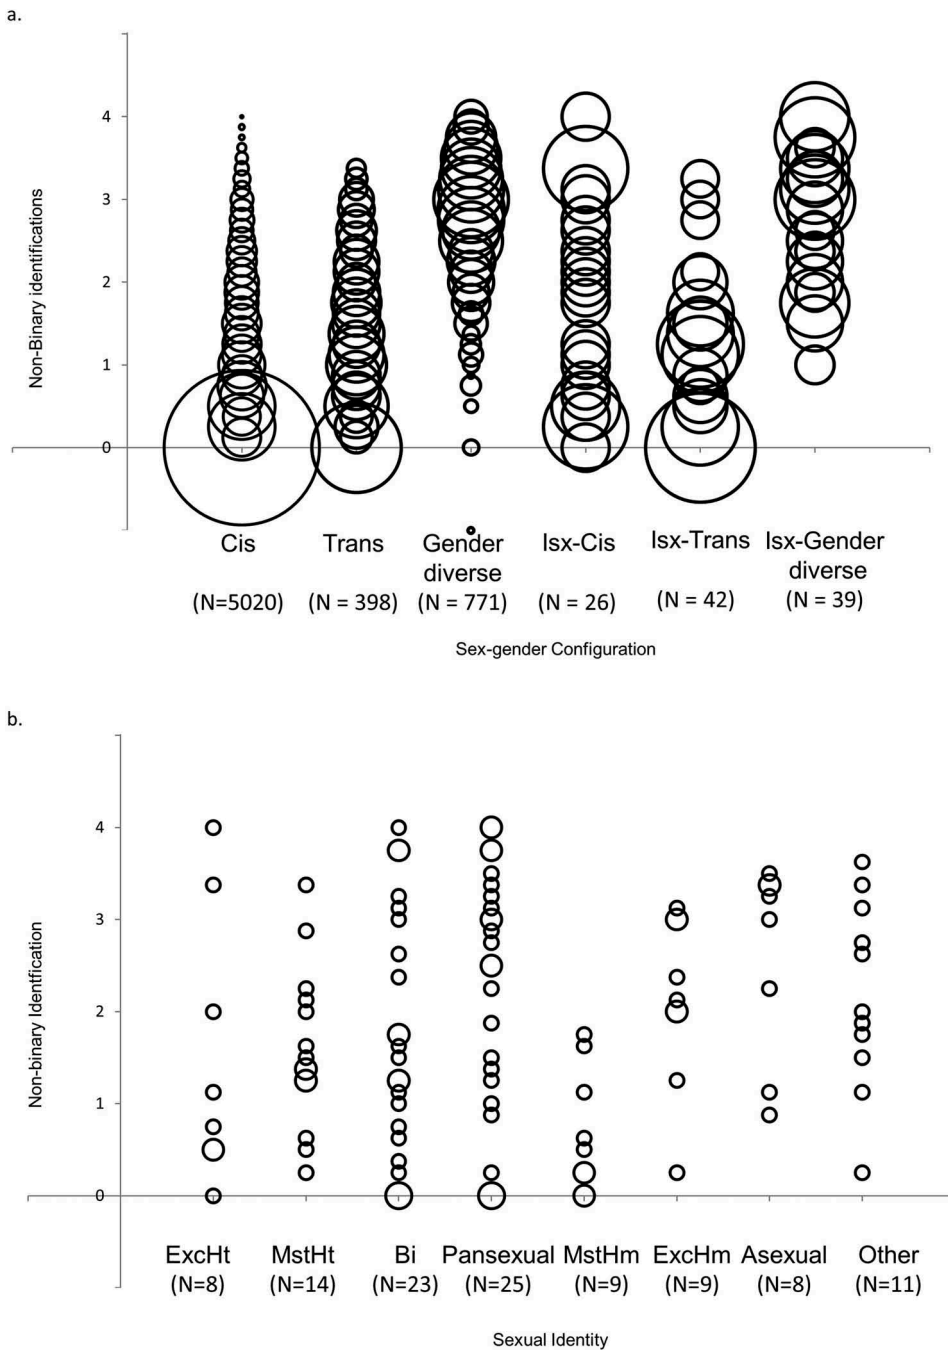 a.
Non-Binary identifications
4
3
2
1
0
Cis Trans Gender diverse Isx-Cis Isx-Trans Isx-Gender diverse
(N=5020) (N = 398) (N = 771) (N = 26) (N = 42) (N = 39)
Sex-gender Configuration
b.
Non-binary Identfication
4
3
2
1
0
ExcHt MstHt Bi Pansexual MstHm ExcHm Asexual Other
(N=8) (N=14) (N=23) (N=25) (N=9) (N=9) (N=8) (N=11)
Sexual Identity